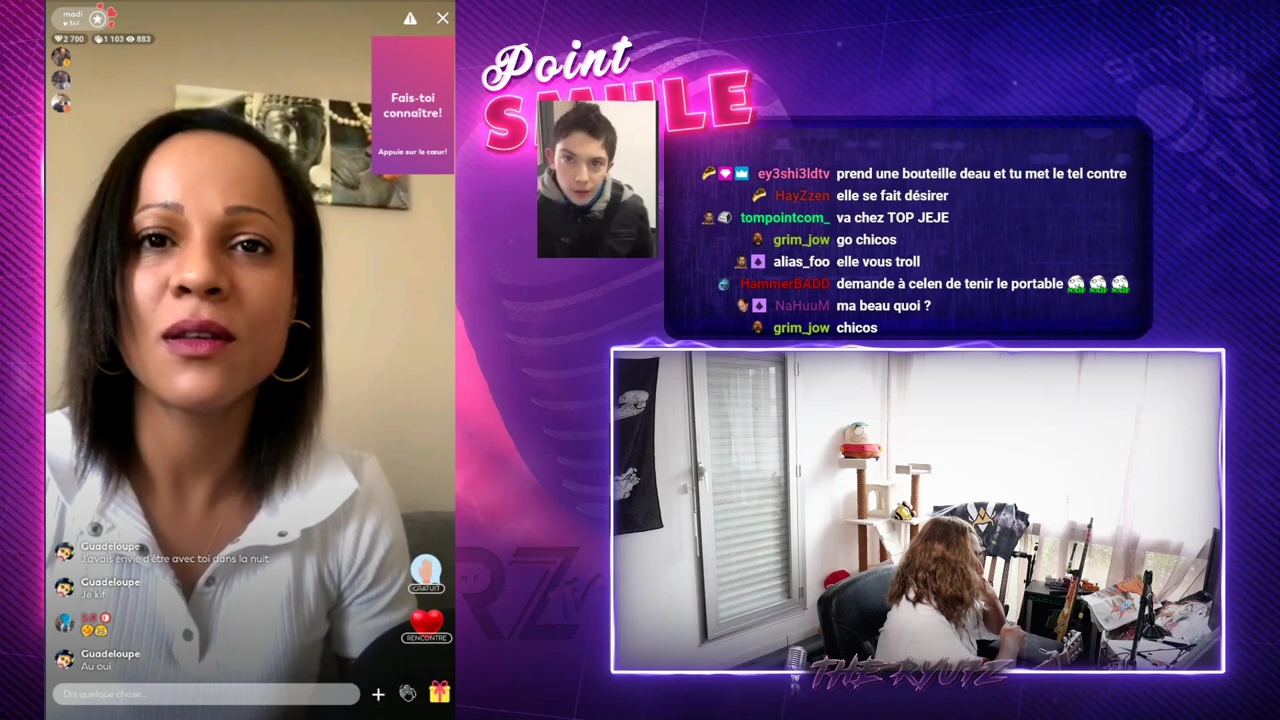 madi
341
2 700
1 103
883
Fais-toi
connaître!
Appuie sur le cœur!
Point
SMILE
ey3shi3ldtv prend une bouteille deau et tu met le tel contre
HayZzen elle se fait désirer
tompointcom_ va chez TOP JEJE
grim_jow go chicos
alias_foo elle vous troll
HammerBADD demande à celen de tenir le portable
NaHuuM ma beau quoi ?
grim_jow chicos
Guadeloupe
J'avais envie d'être avec toi dans la nuit
Guadeloupe
Je kif
Guadeloupe
Au oui
GRATUIT
RENCONTRE
Dis quelque chose...
THE RYUTZ